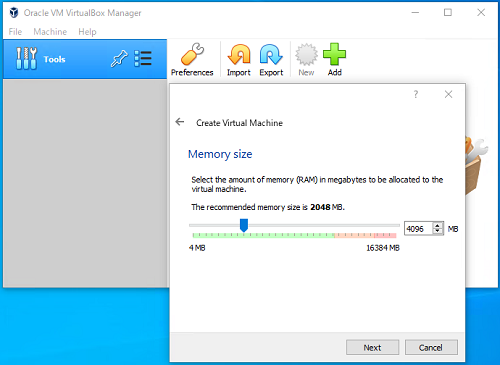 Oracle VM VirtualBox Manager
File Machine Help
Tools
Preferences Import Export New Add
?
Create Virtual Machine
Memory size
Select the amount of memory (RAM) in megabytes to be allocated to the
virtual machine.
The recommended memory size is 2048 MB.
4096 MB
4 MB 16384 MB
Next Cancel